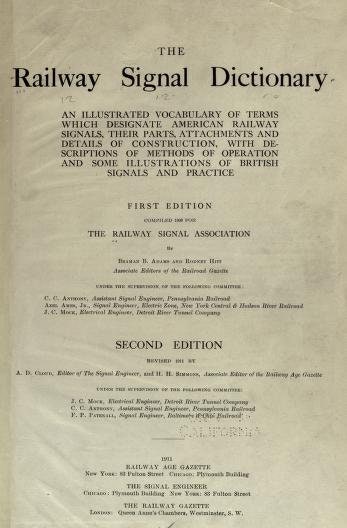 THE
Railway Signal Dictionary
AN ILLUSTRATED VOCABULARY OF TERMS
WHICH DESIGNATE AMERICAN RAILWAY
SIGNALS, THEIR PARTS, ATTACHMENTS AND
DETAILS OF CONSTRUCTION, WITH DE-
SCRIPTIONS OF METHODS OF OPERATION
AND SOME ILLUSTRATIONS OF BRITISH
SIGNALS AND PRACTICE
FIRST EDITION
COMPILED 1908 FOR
THE RAILWAY SIGNAL ASSOCIATION
By
BRAMAN B. ADAMS AND RODNEY HITT
Associate Editors of the Railroad Gazette
UNDER THE SUPERVISION OF THE FOLLOWING COMMITTEE:
C. C. ANTHONY, Assistant Signal Engineer, Pennsylvania Railroad
AZEL AMES, JR., Signal Engineer, Electric Zone, New York Central & Hudson River Railroad
J. C. MOCK, Electrical Engineer, Detroit River Tunnel Company
SECOND EDITION
REVISED 1911 BY
A. D. CLOUD, Editor of The Signal Engineer, and H. H. SIMMONS, Associate Editor of the Railway Age Gazette
UNDER THE SUPERVISION OF THE FOLLOWING COMMITTEE:
J. C. MOCK, Electrical Engineer, Detroit River Tunnel Company
C. C. ANTHONY, Assistant Signal Engineer, Pennsylvania Railroad
F. P. PATENALL, Signal Engineer, Baltimore & Ohio Railroad
CALIFORNIA
1911
RAILWAY AGE GAZETTE
NEW YORK: 83 Fulton Street CHICAGO: Plymouth Building
THE SIGNAL ENGINEER
CHICAGO: Plymouth Building NEW YORK: 83 Fulton Street
THE RAILWAY GAZETTE
LONDON: Queen Anne's Chambers, Westminster, S. W.